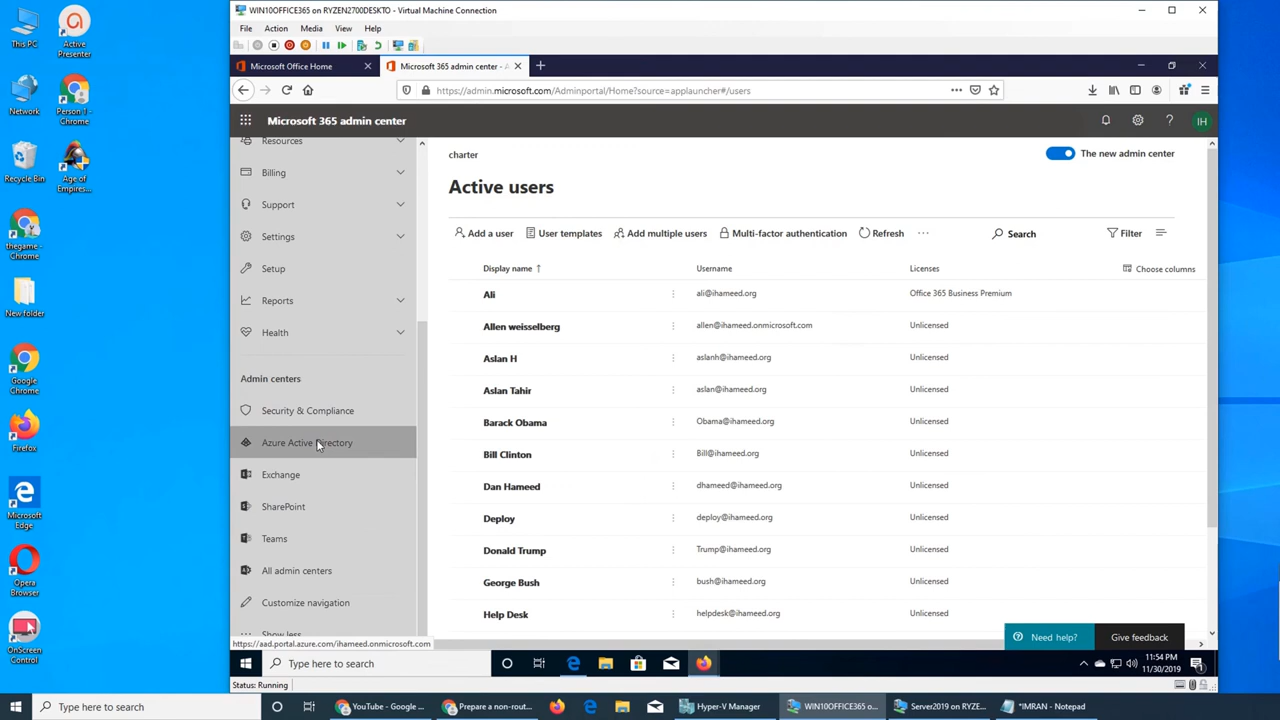 This PC
Active
Presenter
Network
Person 1 -
Chrome
Recycle Bin
Age of
Empires...
thegame -
Chrome
New folder
Google
Chrome
Firefox
Microsoft
Edge
Opera
Browser
OnScreen
Control
WIN10OFFICE365 on RYZEN2700DESKTO - Virtual Machine Connection
File Action Media View Help
Microsoft Office Home
Microsoft 365 admin center - A
https://admin.microsoft.com/Adminportal/Home?source=applauncher#/users
Microsoft 365 admin center
IH
Resources
Billing
Support
Settings
Setup
Reports
Health
Admin centers
Security & Compliance
Azure Active Directory
Exchange
SharePoint
Teams
All admin centers
Customize navigation
Show less
https://aad.portal.azure.com/ihameed.onmicrosoft.com
charter
The new admin center
Active users
Add a user User templates Add multiple users Multi-factor authentication Refresh ... Search Filter
Display name ↑ Username Licenses Choose columns
Ali ali@ihameed.org Office 365 Business Premium
Allen weisselberg allen@ihameed.onmicrosoft.com Unlicensed
Aslan H aslanh@ihameed.org Unlicensed
Aslan Tahir aslan@ihameed.org Unlicensed
Barack Obama Obama@ihameed.org Unlicensed
Bill Clinton Bill@ihameed.org Unlicensed
Dan Hameed dhameed@ihameed.org Unlicensed
Deploy deploy@ihameed.org Unlicensed
Donald Trump Trump@ihameed.org Unlicensed
George Bush bush@ihameed.org Unlicensed
Help Desk helpdesk@ihameed.org Unlicensed
Need help? Give feedback
Type here to search
11:54 PM
11/30/2019
Status: Running
Type here to search
YouTube - Google ...
Prepare a non-rout...
Hyper-V Manager
WIN10OFFICE365 o...
Server2019 on RYZE...
*IMRAN - Notepad